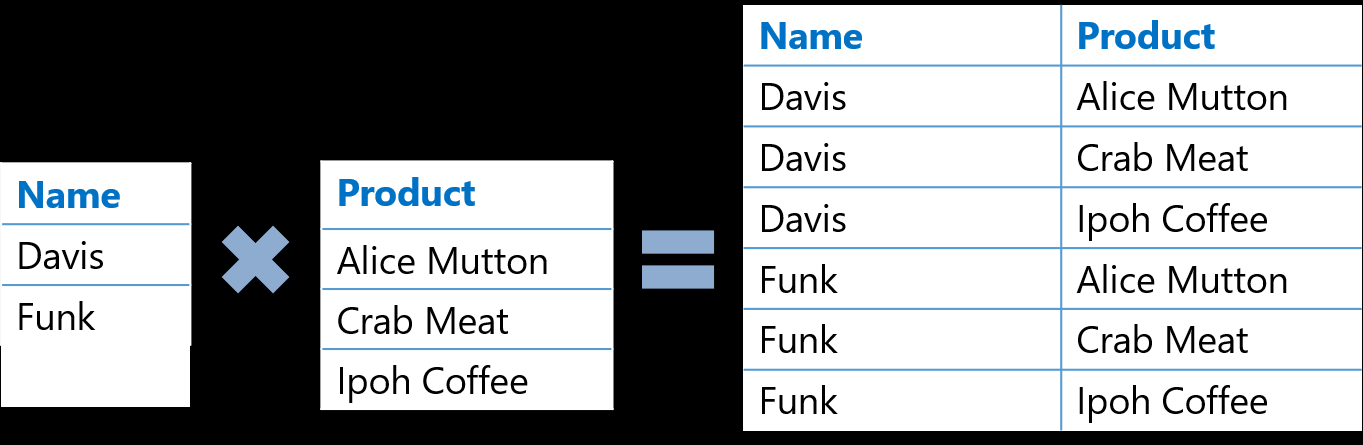 Name
Davis
Funk
Product
Alice Mutton
Crab Meat
Ipoh Coffee
Name Product
Davis Alice Mutton
Davis Crab Meat
Davis Ipoh Coffee
Funk Alice Mutton
Funk Crab Meat
Funk Ipoh Coffee